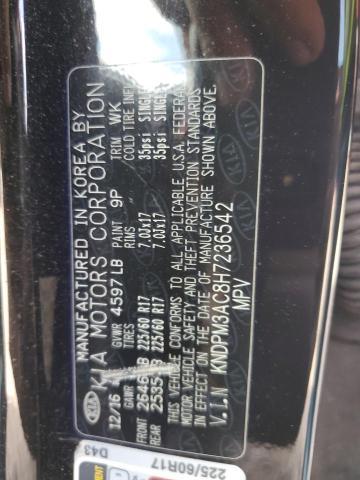 MANUFACTURED IN KOREA BY
KIA MOTORS CORPORATION
12/16 GVWR 4597 LB PAINT 9P TRIM WK
GAWR TIRES RIMS COLD TIRE INF
FRONT 2646 B 225/60 R17 7.0Jx17 35psi SINGL
REAR 2535 B 225/60 R17 7.0Jx17 35psi SINGL
THIS VEHICLE CONFORMS TO ALL APPLICABLE U.S.A. FEDERA
MOTOR VEHICLE SAFETY AND THEFT PREVENTION STANDARDS
IN EFFECT ON THE DATE OF MANUFACTURE SHOWN ABOVE.
V.I.N KNDPM3AC8H7236542
MPV
KIA
D43
225/60R17